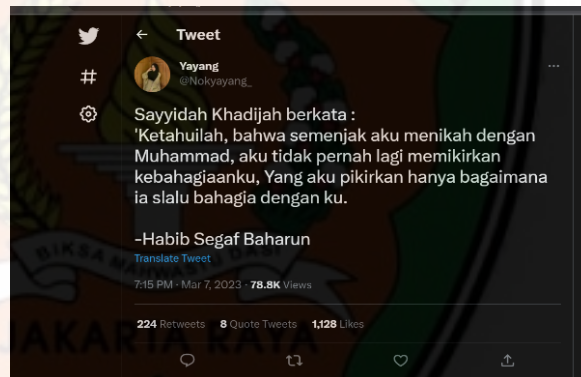 Tweet
Yayang
@Nokyayang_
Sayyidah Khadijah berkata :
'Ketahuilah, bahwa semenjak aku menikah dengan
Muhammad, aku tidak pernah lagi memikirkan
kebahagiaanku, Yang aku pikirkan hanya bagaimana
ia slalu bahagia dengan ku.
-Habib Segaf Baharun
Translate Tweet
7:15 PM · Mar 7, 2023 · 78.8K Views
224 Retweets 8 Quote Tweets 1,128 Likes
JAKARTA RAYA